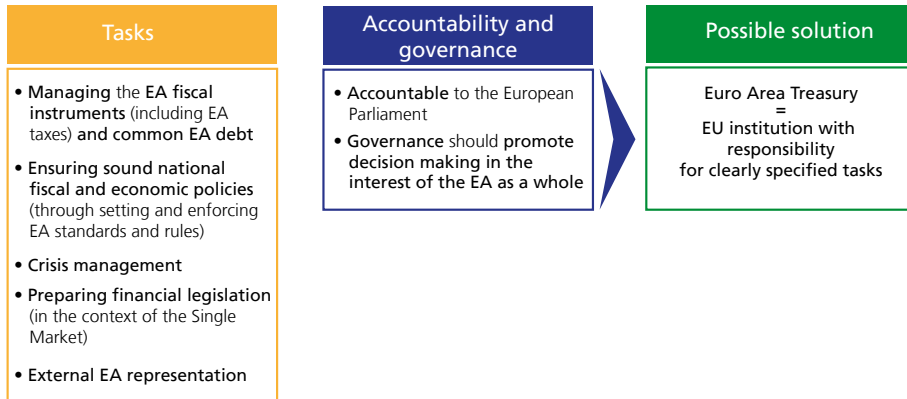 Tasks
• Managing the EA fiscal
instruments (including EA
taxes) and common EA debt
• Ensuring sound national
fiscal and economic policies
(through setting and enforcing
EA standards and rules)
• Crisis management
• Preparing financial legislation
(in the context of the Single
Market)
• External EA representation
Accountability and
governance
• Accountable to the European
Parliament
• Governance should promote
decision making in the
interest of the EA as a whole
Possible solution
Euro Area Treasury
=
EU institution with
responsibility
for clearly specified tasks